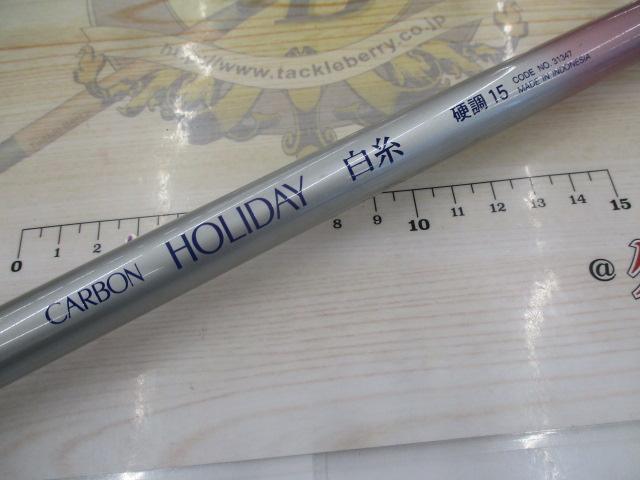 http://www.tackleberry.co.jp
CARBON HOLIDAY 白糸 硬調 15
CODE NO. 31347
MADE IN INDONESIA
0 1 2 8 9 10 11 12 13 14 15
@